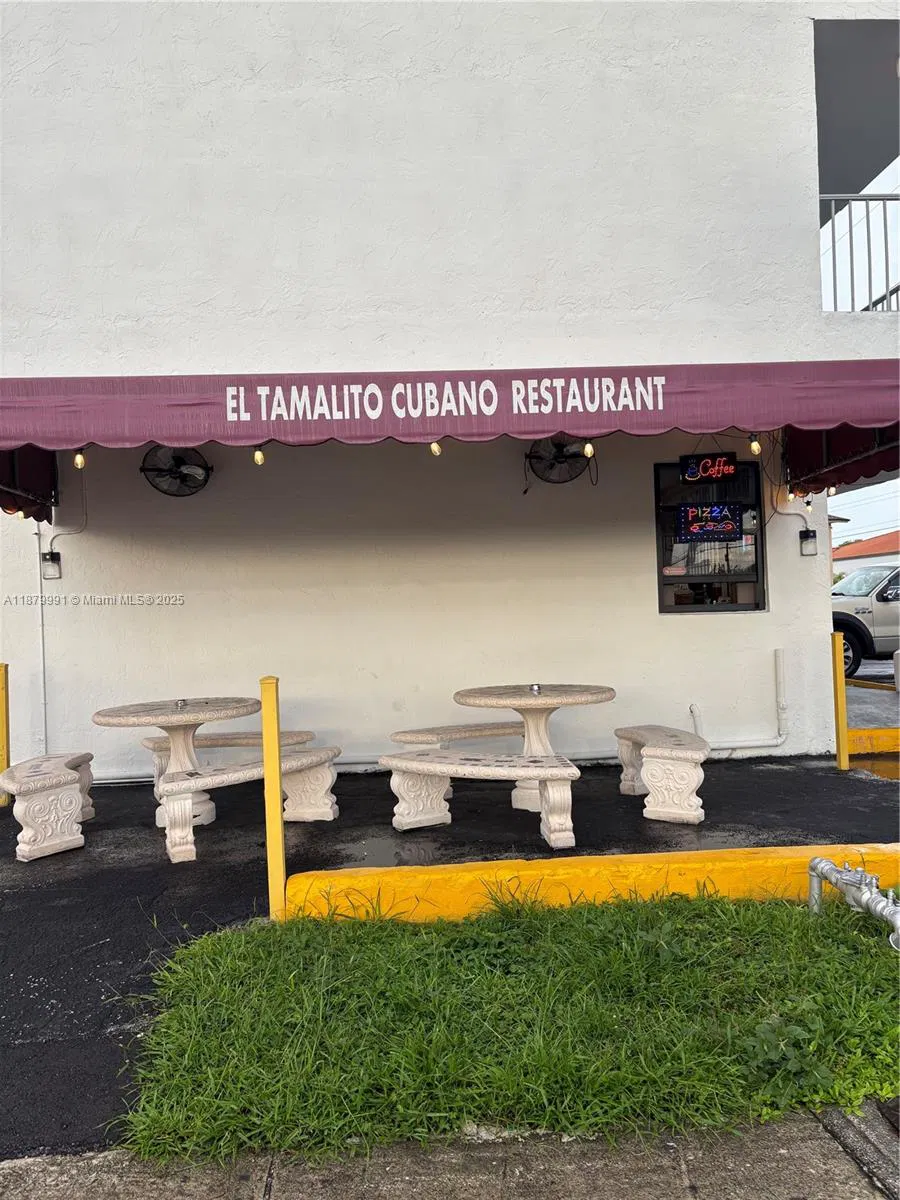 EL TAMALITO CUBANO RESTAURANT
Coffee
PIZZA
A11879991 © Miami MLS® 2025